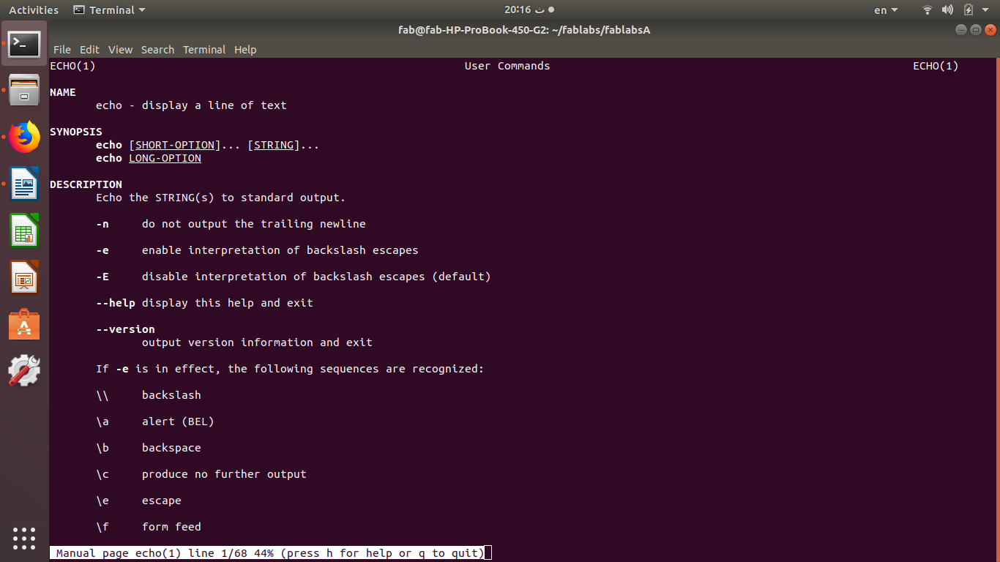 Activities Terminal 20:16 ث en
fab@fab-HP-ProBook-450-G2: ~/fablabs/fablabsA
File Edit View Search Terminal Help
ECHO(1) User Commands ECHO(1)
NAME
echo - display a line of text
SYNOPSIS
echo [SHORT-OPTION]... [STRING]...
echo LONG-OPTION
DESCRIPTION
Echo the STRING(s) to standard output.
-n do not output the trailing newline
-e enable interpretation of backslash escapes
-E disable interpretation of backslash escapes (default)
--help display this help and exit
--version
output version information and exit
If -e is in effect, the following sequences are recognized:
\\ backslash
\a alert (BEL)
\b backspace
\c produce no further output
\e escape
\f form feed
Manual page echo(1) line 1/68 44% (press h for help or q to quit)